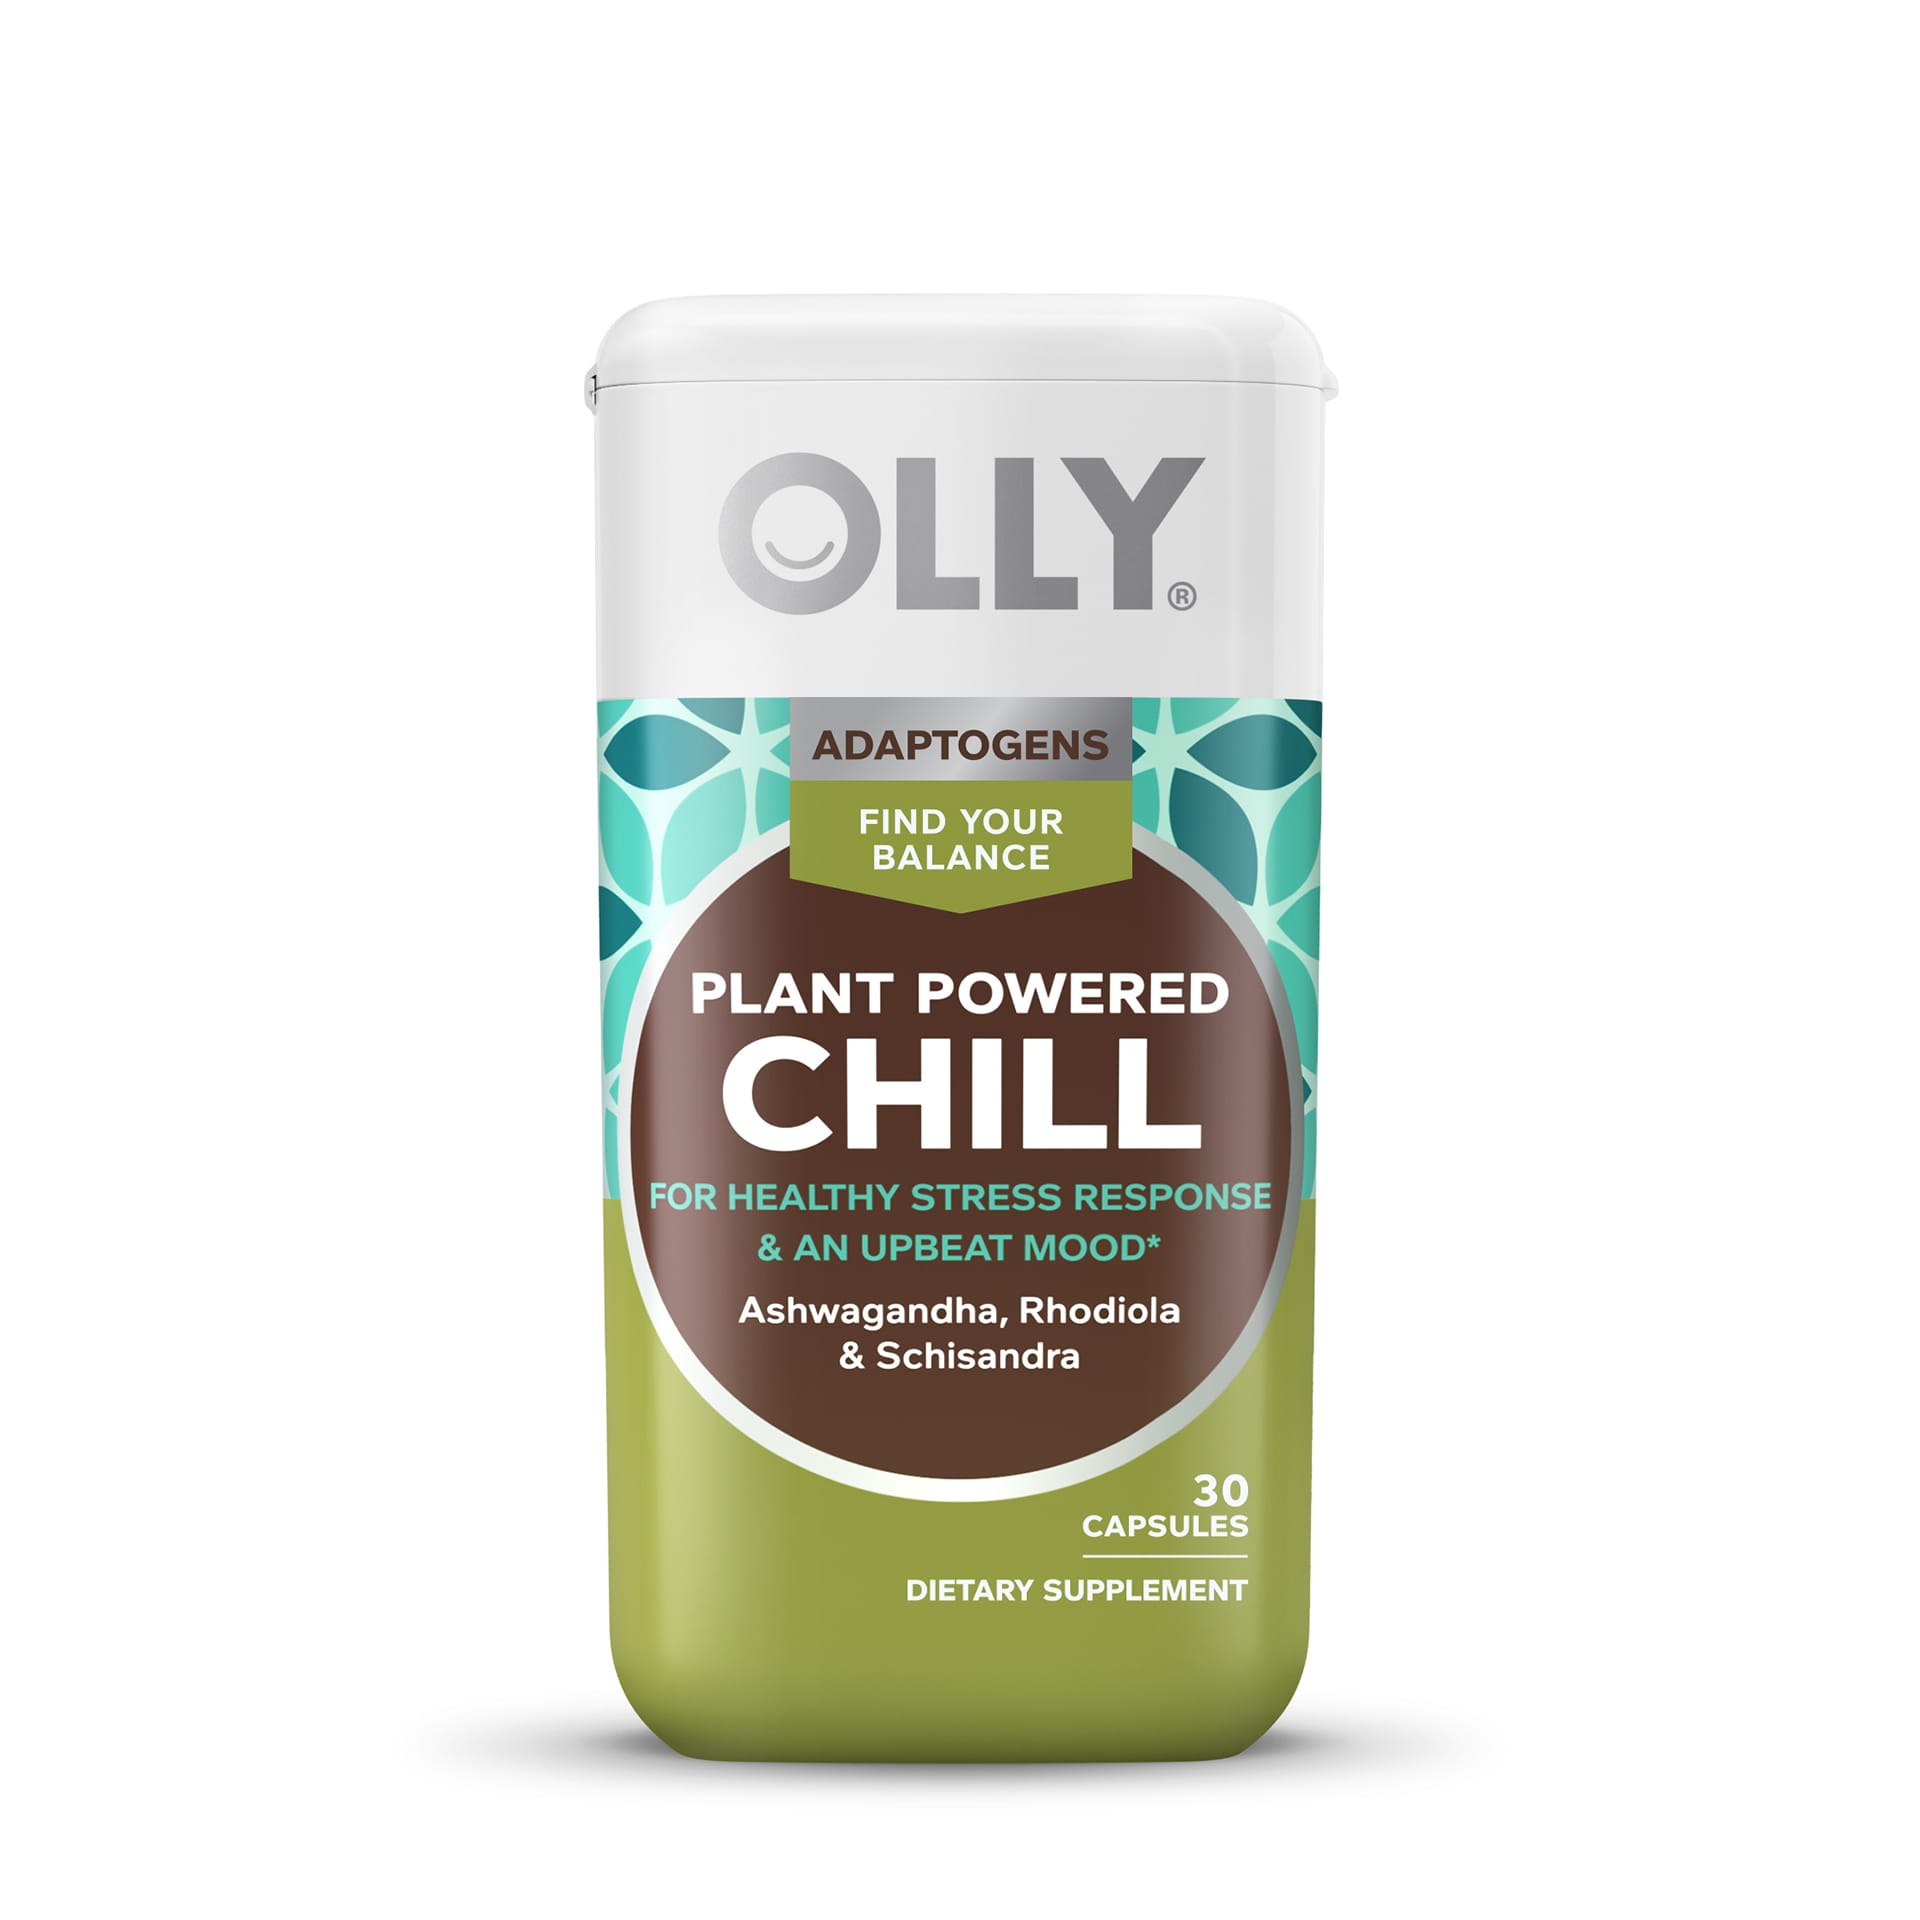 OLLY®
ADAPTOGENS
FIND YOUR
BALANCE
PLANT POWERED
CHILL
FOR HEALTHY STRESS RESPONSE
& AN UPBEAT MOOD*
Ashwagandha, Rhodiola
& Schisandra
30
CAPSULES
DIETARY SUPPLEMENT